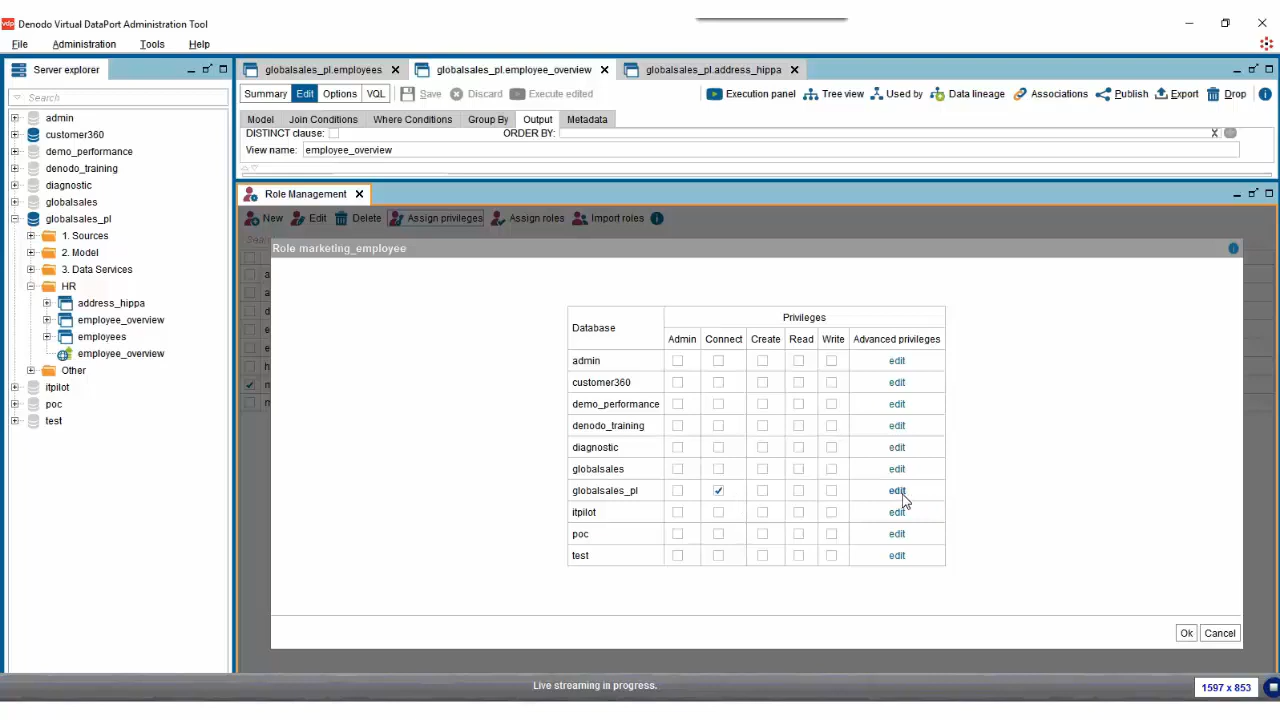 vdp Denodo Virtual DataPort Administration Tool
File Administration Tools Help
Server explorer
Search
admin
customer360
demo_performance
denodo_training
diagnostic
globalsales
globalsales_pl
1. Sources
2. Model
3. Data Services
HR
address_hippa
employee_overview
employees
employee_overview
Other
itpilot
poc
test
globalsales_pl.employees globalsales_pl.employee_overview globalsales_pl.address_hippa
Summary Edit Options VQL Save Discard Execute edited Execution panel Tree view Used by Data lineage Associations Publish Export Drop
Model Join Conditions Where Conditions Group By Output Metadata
DISTINCT clause: ORDER BY: X
View name: employee_overview
Role Management
New Edit Delete Assign privileges Assign roles Import roles
Role marketing_employee
Database Privileges
Admin Connect Create Read Write Advanced privileges
admin edit
customer360 edit
demo_performance edit
denodo_training edit
diagnostic edit
globalsales edit
globalsales_pl edit
itpilot edit
poc edit
test edit
Ok Cancel
Live streaming in progress.
1597 x 853